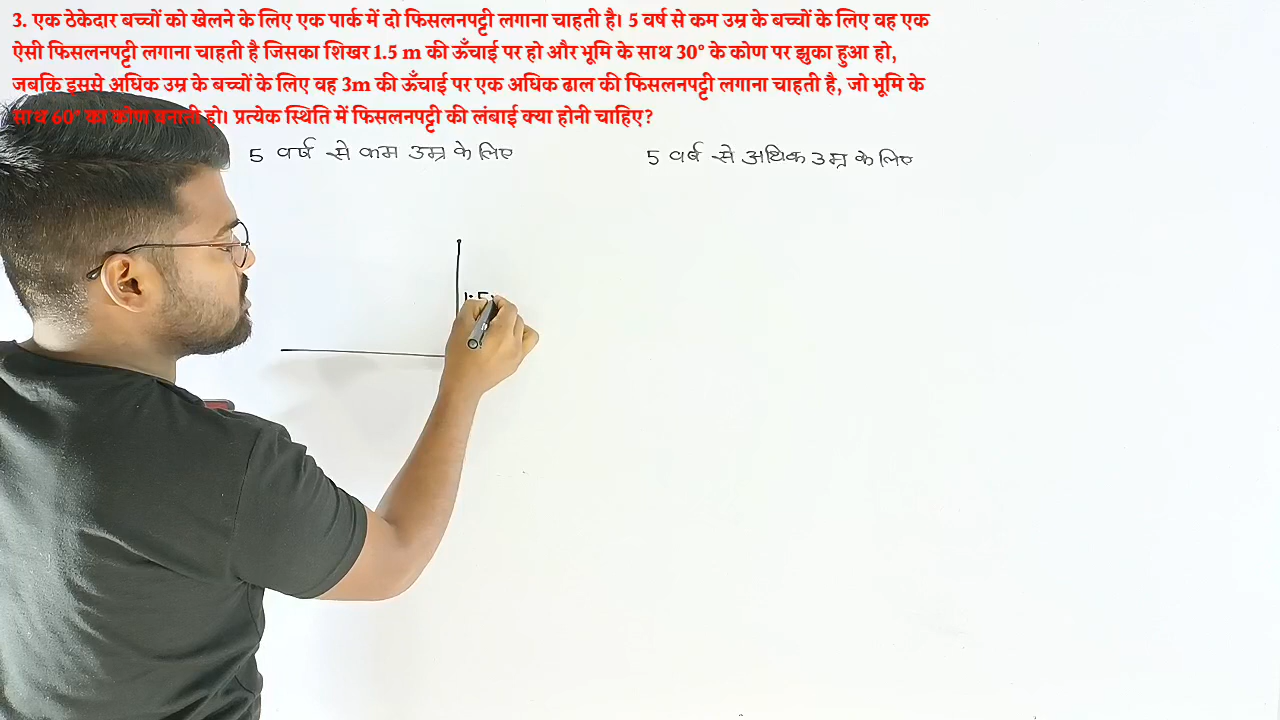 3. एक ठेकेदार बच्चों को खेलने के लिए एक पार्क में दो फिसलनपट्टी लगाना चाहती है। 5 वर्ष से कम उम्र के बच्चों के लिए वह एक
ऐसी फिसलनपट्टी लगाना चाहती है जिसका शिखर 1.5 m की ऊँचाई पर हो और भूमि के साथ 30° के कोण पर झुका हुआ हो,
जबकि इससे अधिक उम्र के बच्चों के लिए वह 3m की ऊँचाई पर एक अधिक ढाल की फिसलनपट्टी लगाना चाहती है, जो भूमि के
साथ 60° का कोण बनाती हो। प्रत्येक स्थिति में फिसलनपट्टी की लंबाई क्या होनी चाहिए?
5 वर्ष से कम उम्र के लिए
5 वर्ष से अधिक उम्र के लिए
1.5